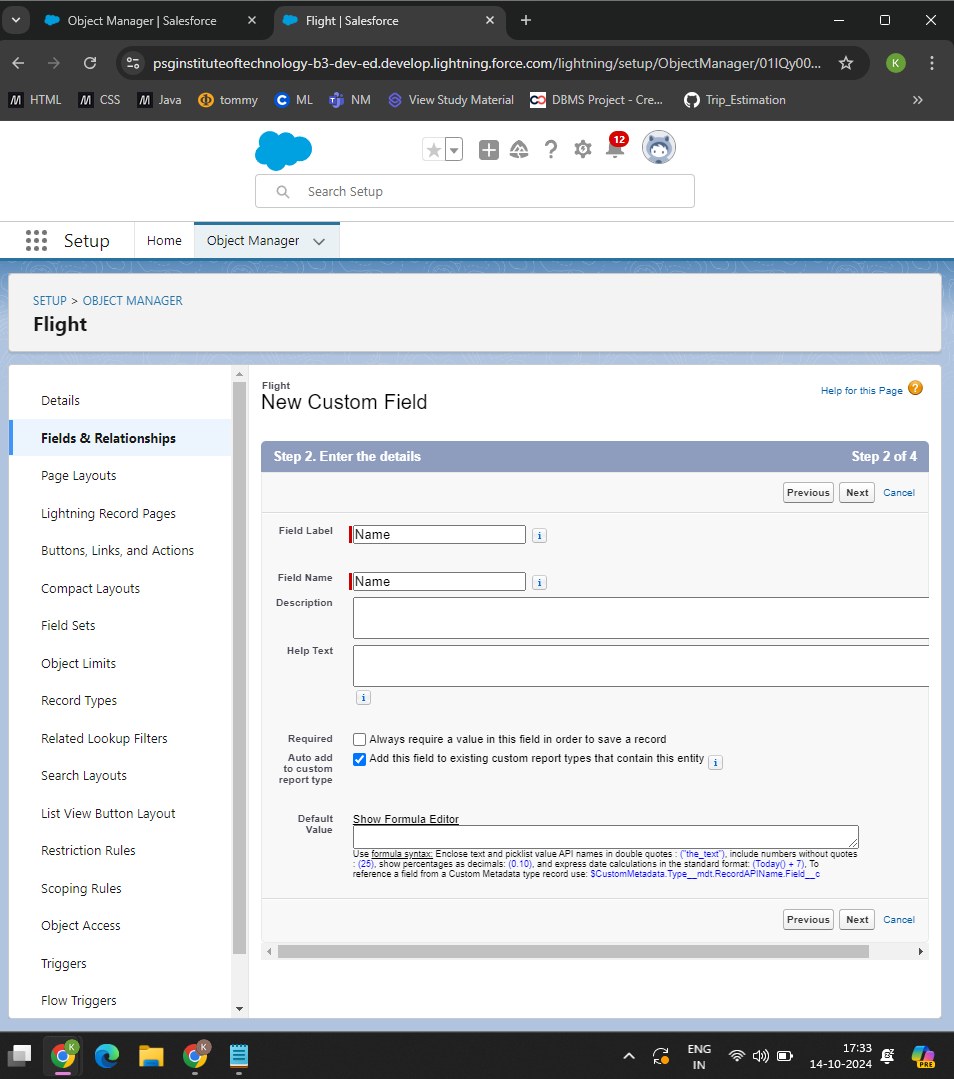 Object Manager | Salesforce
Flight | Salesforce
psginstituteoftechnology-b3-dev-ed.develop.lightning.force.com/lightning/setup/ObjectManager/01IQy00...
K
HTML
CSS
Java
tommy
ML
NM
View Study Material
DBMS Project - Cre...
Trip_Estimation
12
Search Setup
Setup
Home
Object Manager
SETUP > OBJECT MANAGER
Flight
Details
Fields & Relationships
Page Layouts
Lightning Record Pages
Buttons, Links, and Actions
Compact Layouts
Field Sets
Object Limits
Record Types
Related Lookup Filters
Search Layouts
List View Button Layout
Restriction Rules
Scoping Rules
Object Access
Triggers
Flow Triggers
Flight
New Custom Field
Help for this Page
Step 2. Enter the details
Step 2 of 4
Previous Next Cancel
Field Label Name
Field Name Name
Description
Help Text
Required Always require a value in this field in order to save a record
Auto add
to custom
report type
Add this field to existing custom report types that contain this entity
Default
Value
Show Formula Editor
Use formula syntax: Enclose text and picklist value API names in double quotes : ("the_text"), include numbers without quotes
: (25), show percentages as decimals: (0.10), and express date calculations in the standard format: (Today() + 7), To
reference a field from a Custom Metadata type record use: $CustomMetadata.Type__mdt.RecordAPIName.Field__c
Previous Next Cancel
K
K
ENG
IN
17:33
14-10-2024
PRE